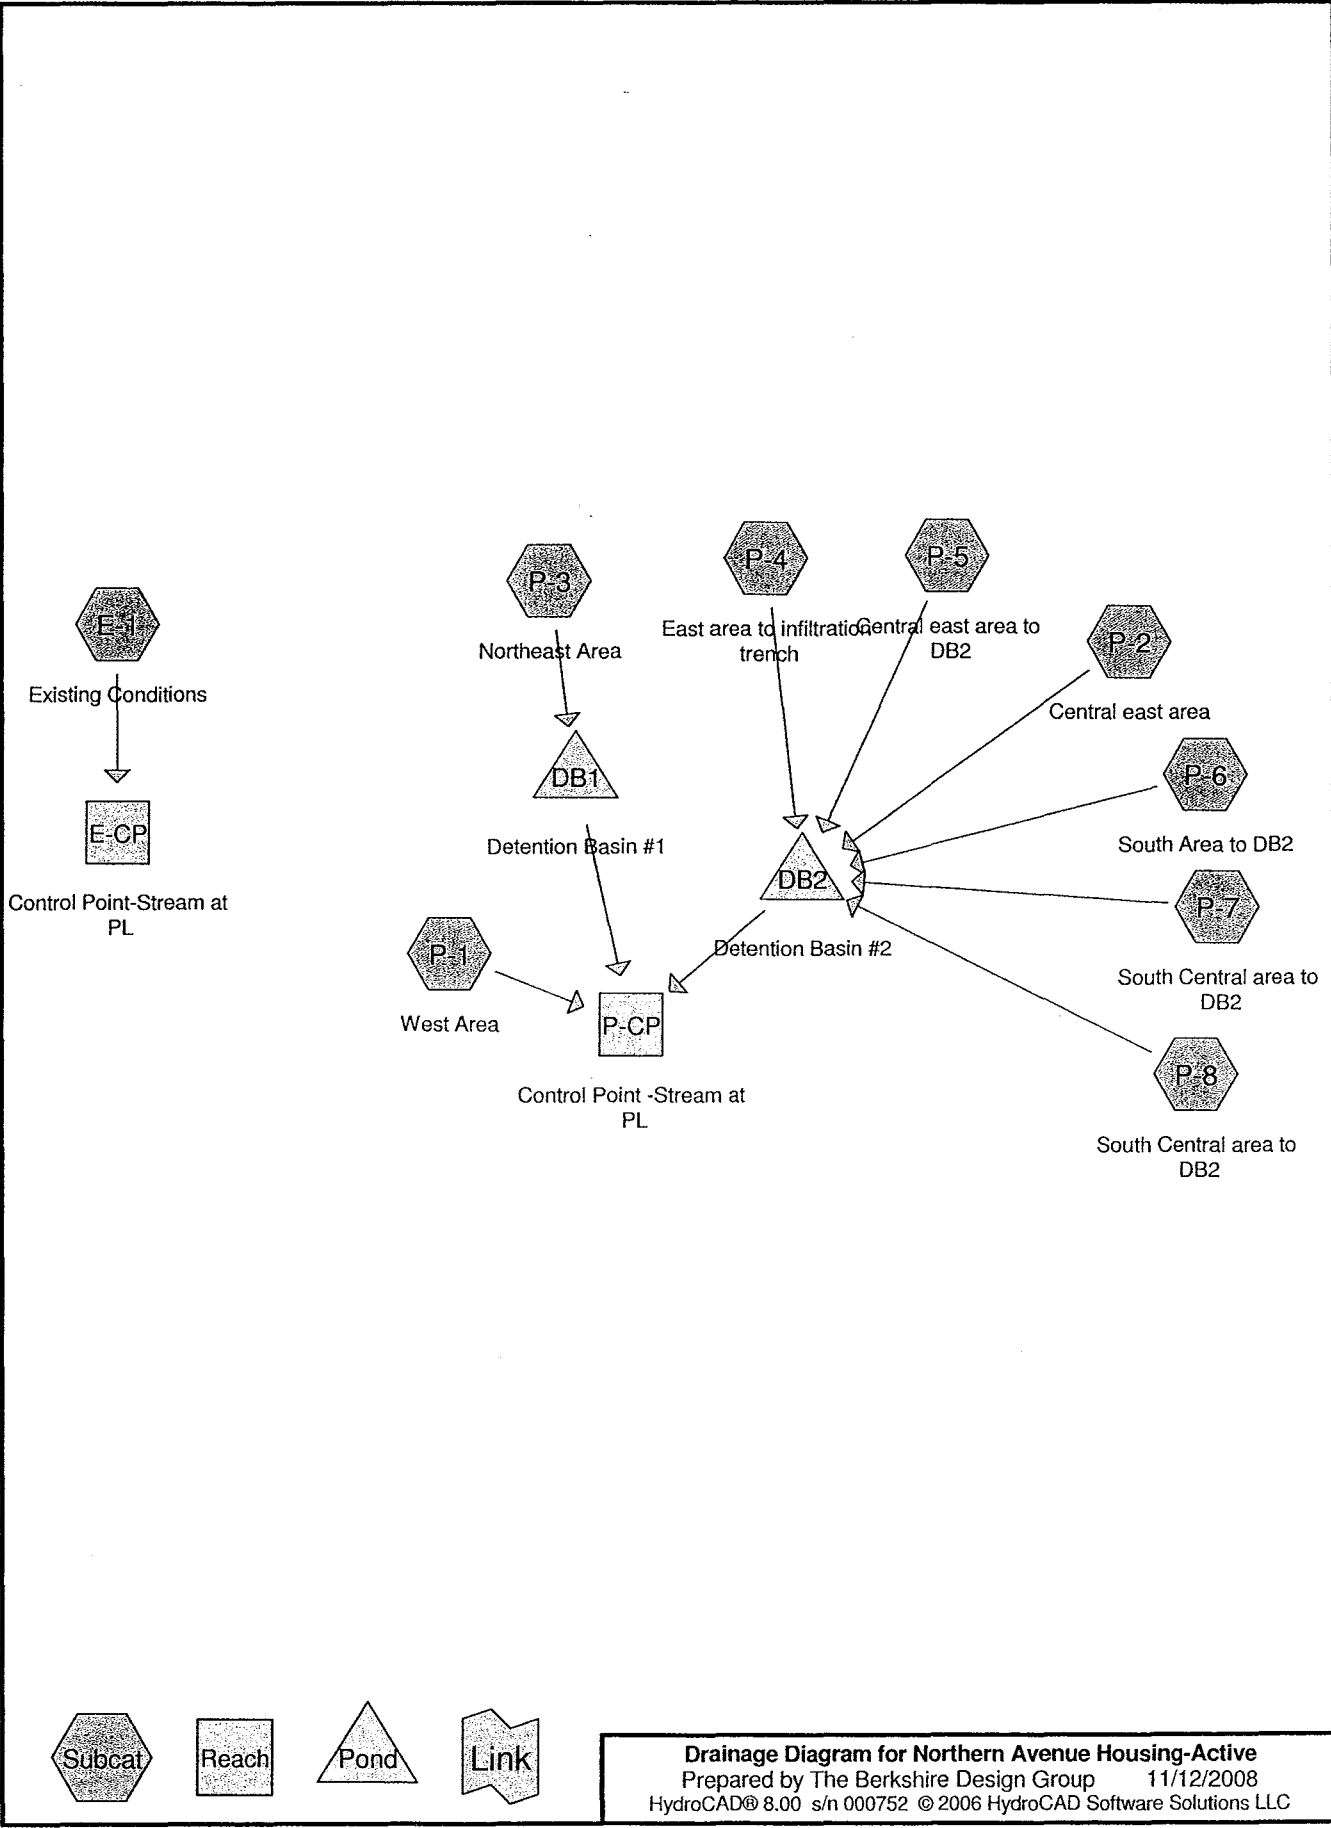 E-1
Existing Conditions
E-CP
Control Point-Stream at
PL
P-3
Northeast Area
DB1
Detention Basin #1
P-1
West Area
P-CP
Control Point -Stream at
PL
P-4
East area to infiltration
trench
P-5
Central east area to
DB2
P-2
Central east area
P-6
South Area to DB2
DB2
Detention Basin #2
P-7
South Central area to
DB2
P-8
South Central area to
DB2
Subcat
Reach
Pond
Link
Drainage Diagram for Northern Avenue Housing-Active
Prepared by The Berkshire Design Group 11/12/2008
HydroCAD® 8.00 s/n 000752 © 2006 HydroCAD Software Solutions LLC